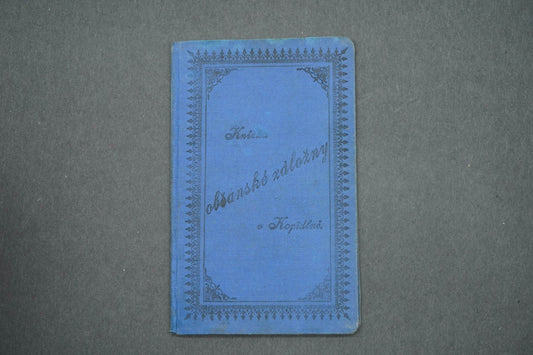 Knížka
občanské záložny
v Kopidlně.